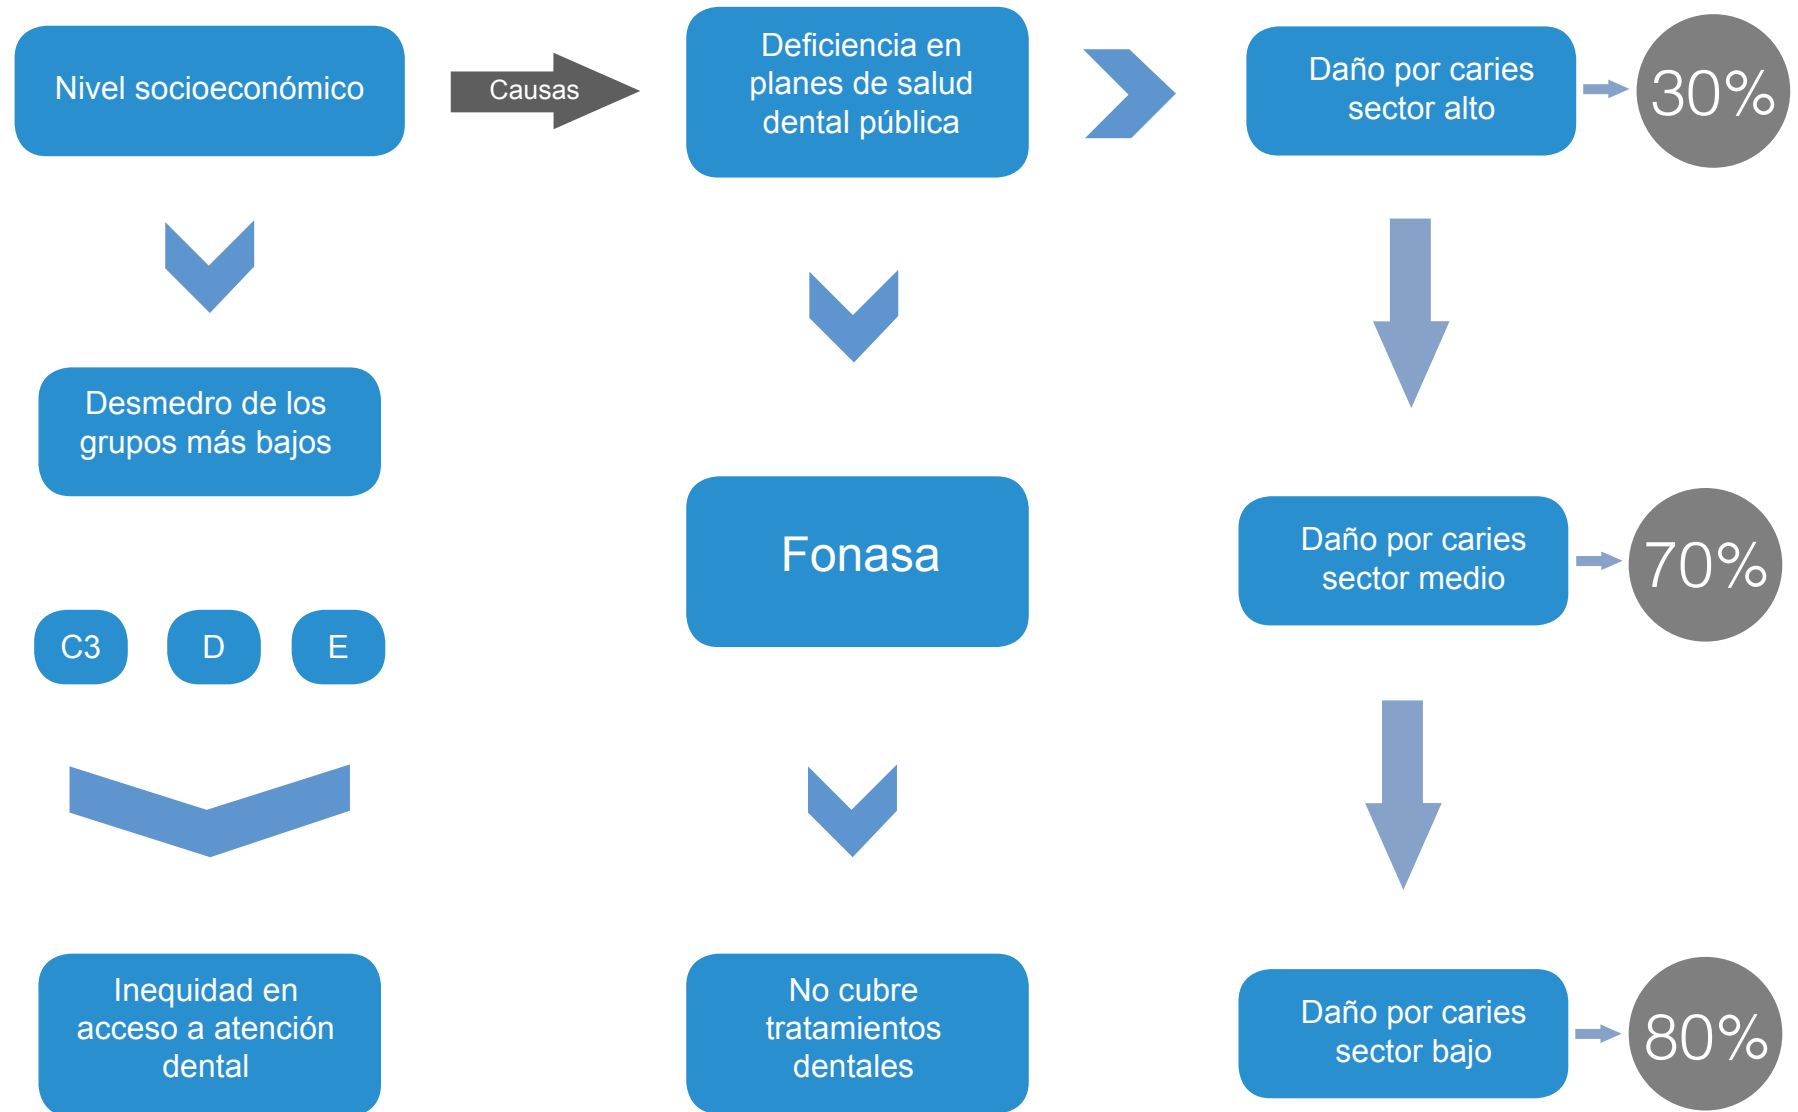 Nivel socioeconómico
Causas
Deficiencia en
planes de salud
dental pública
Daño por caries
sector alto
30%
Desmedro de los
grupos más bajos
Fonasa
Daño por caries
sector medio
70%
C3
D
E
Inequidad en
acceso a atención
dental
No cubre
tratamientos
dentales
Daño por caries
sector bajo
80%